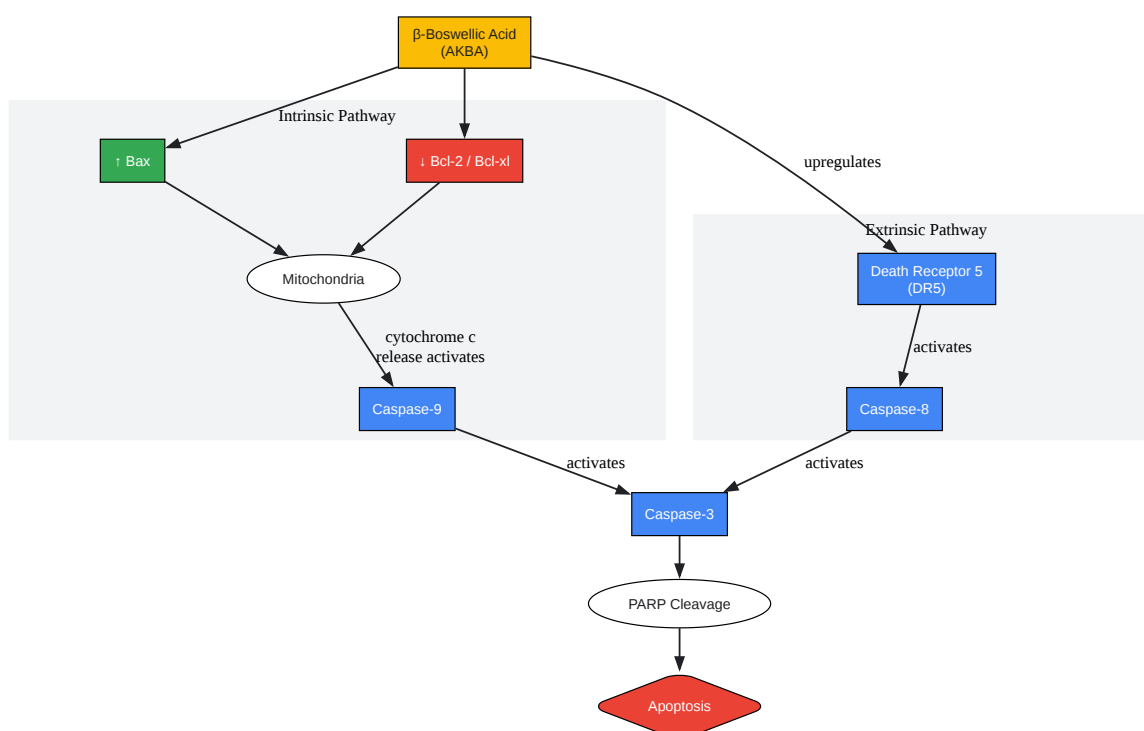 β-Boswellic Acid
(AKBA)
Intrinsic Pathway
↑ Bax
↓ Bcl-2 / Bcl-xl
upregulates
Extrinsic Pathway
Death Receptor 5
(DR5)
Mitochondria
cytochrome c
release activates
activates
Caspase-9
Caspase-8
activates
activates
Caspase-3
PARP Cleavage
Apoptosis